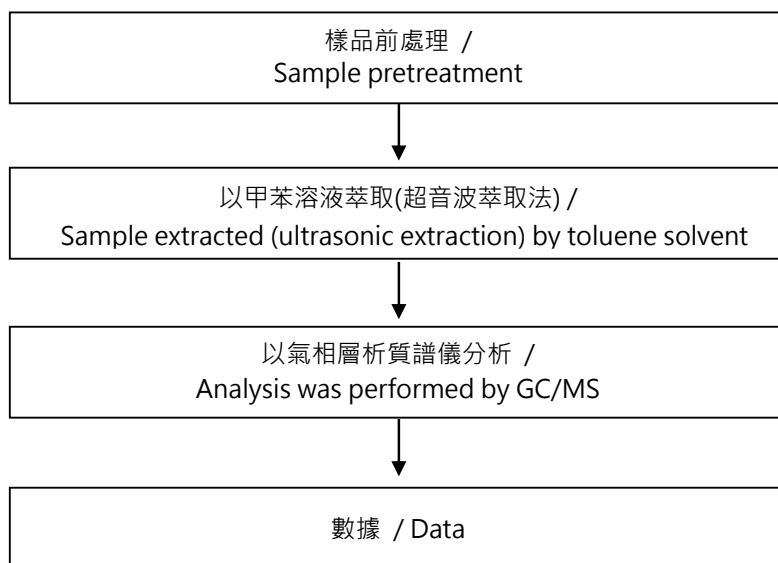 樣品前處理 /
Sample pretreatment
以甲苯溶液萃取(超音波萃取法) /
Sample extracted (ultrasonic extraction) by toluene solvent
以氣相層析質譜儀分析 /
Analysis was performed by GC/MS
數據 / Data